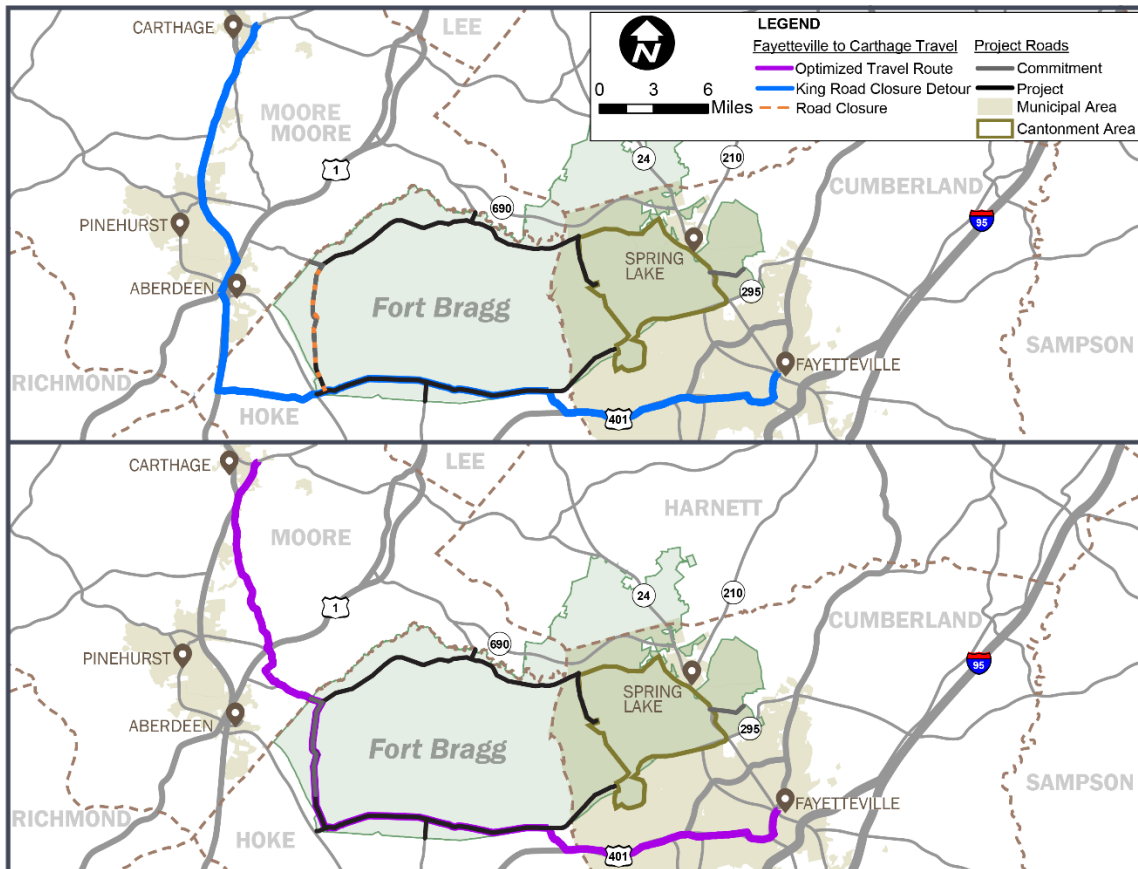 CARTHAGE
LEE
LEGEND
Fayetteville to Carthage Travel
Project Roads
Optimized Travel Route
Commitment
King Road Closure Detour
Project
Road Closure
Municipal Area
Cantonment Area
N
0 3 6
Miles
MOORE
MOORE
1
24
210
690
CUMBERLAND
95
PINEHURST
SPRING
LAKE
ABERDEEN
295
Fort Bragg
SAMPSON
FAYETTEVILLE
RICHMOND
HOKE
401
CARTHAGE
LEE
HARNETT
MOORE
1
24
210
690
CUMBERLAND
95
PINEHURST
SPRING
LAKE
ABERDEEN
295
Fort Bragg
SAMPSON
FAYETTEVILLE
RICHMOND
HOKE
401